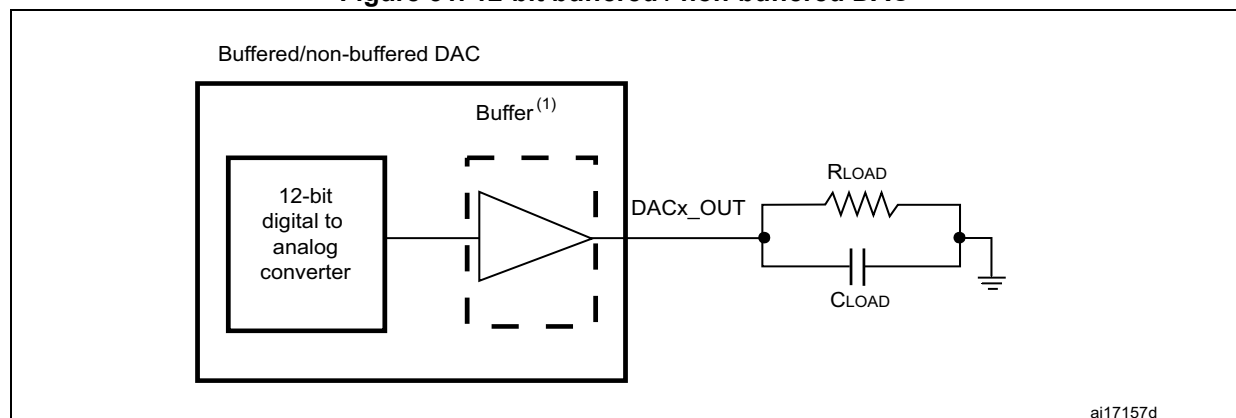 Buffered/non-buffered DAC
Buffer(1)
12-bit
digital to
analog
converter
DACx_OUT
RLOAD
CLOAD
ai17157d